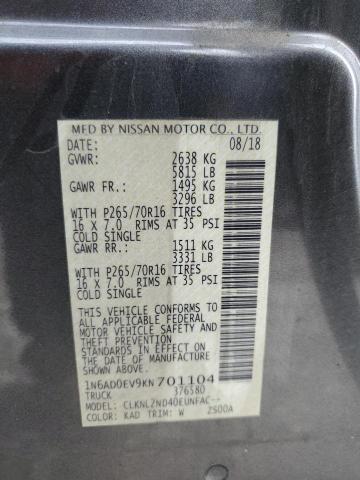 MFD BY NISSAN MOTOR CO., LTD.
DATE: 08/18
GVWR: 2638 KG
5815 LB
GAWR FR.: 1495 KG
3296 LB
WITH P265/70R16 TIRES
16 X 7.0 RIMS AT 35 PSI
COLD SINGLE
GAWR RR.: 1511 KG
3331 LB
WITH P265/70R16 TIRES
16 X 7.0 RIMS AT 35 PSI
COLD SINGLE
THIS VEHICLE CONFORMS TO
ALL APPLICABLE FEDERAL
MOTOR VEHICLE SAFETY AND
THEFT PREVENTION
STANDARDS IN EFFECT ON
THE DATE OF MANUFACTURE
SHOWN ABOVE.
1N6AD0EV9KN701104
TRUCK 376580
MODEL: CLKNLZND40EUNFAC--
COLOR: KAD TRIM: W ZS00A